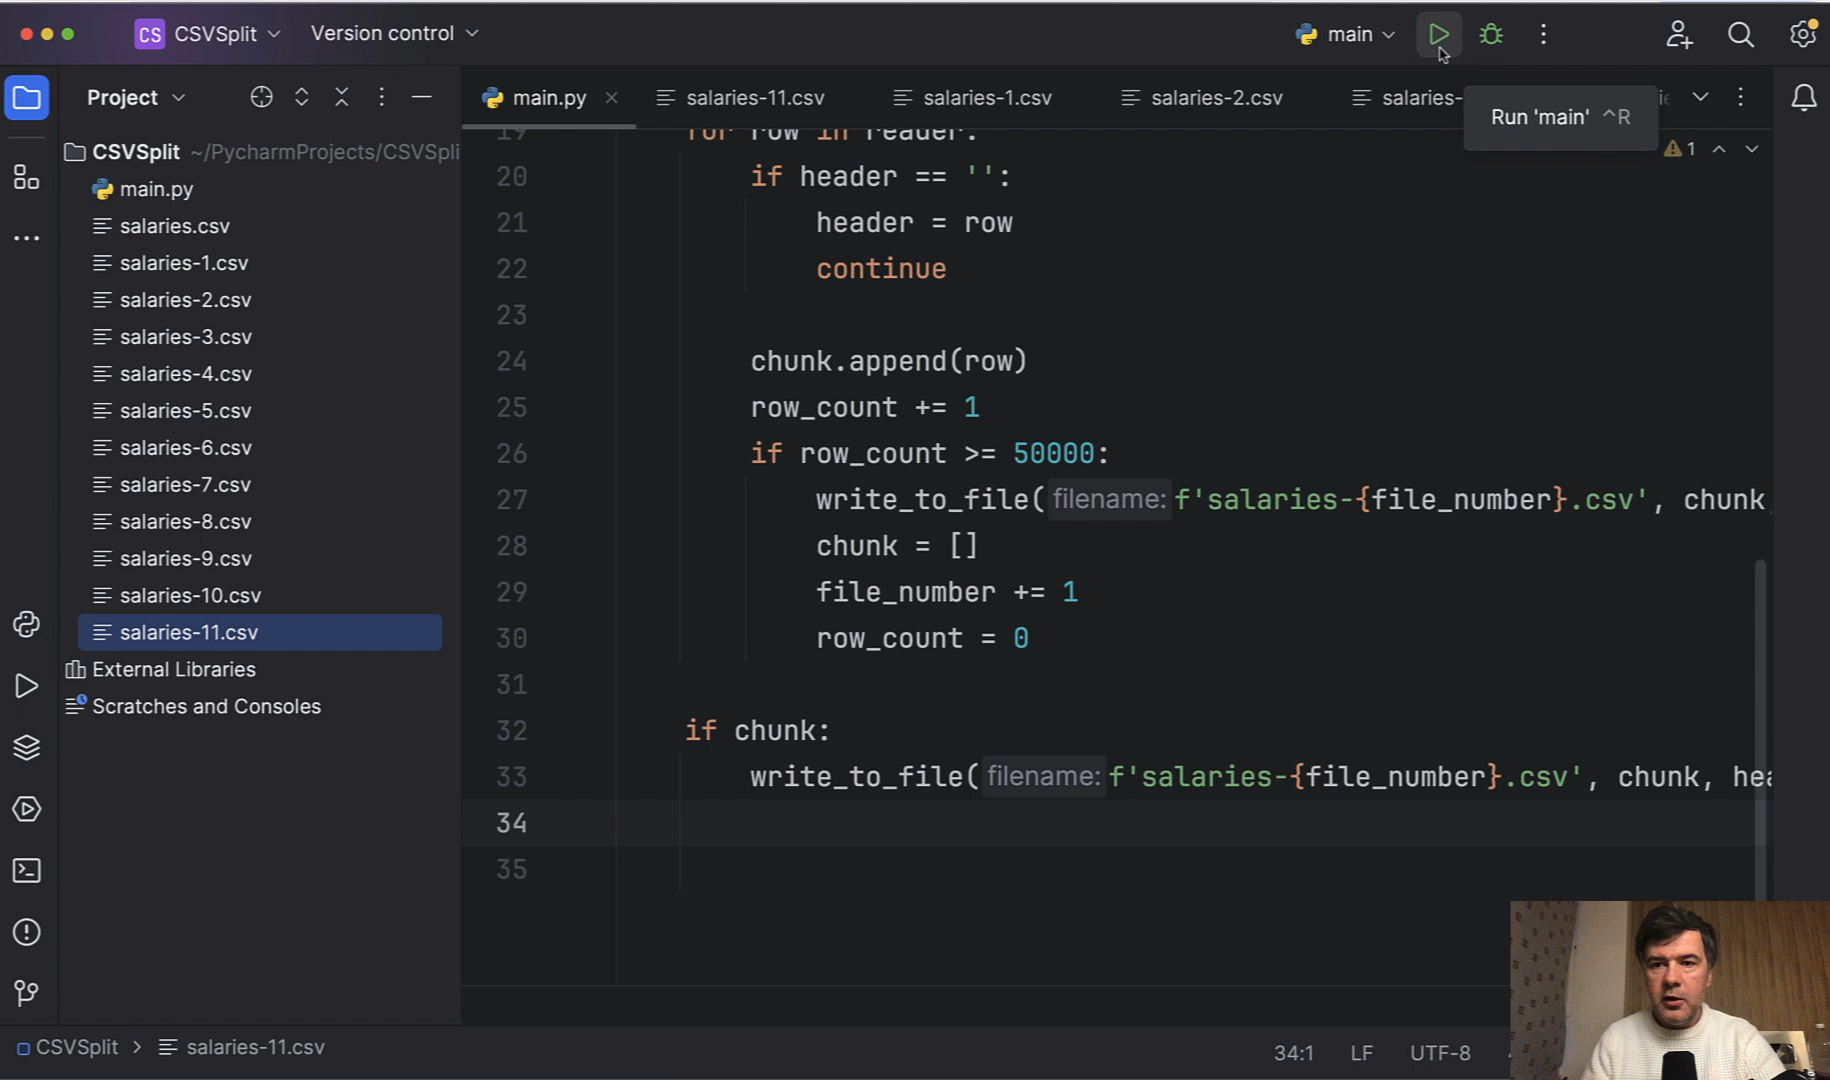 CS CSVSplit
Version control
main
Project
main.py
salaries-11.csv
salaries-1.csv
salaries-2.csv
salaries-
Run 'main' ^R
1
CSVSplit ~/PycharmProjects/CSVSpli
main.py
salaries.csv
salaries-1.csv
salaries-2.csv
salaries-3.csv
salaries-4.csv
salaries-5.csv
salaries-6.csv
salaries-7.csv
salaries-8.csv
salaries-9.csv
salaries-10.csv
salaries-11.csv
External Libraries
Scratches and Consoles
19 for row in reader:
20 if header == '':
21 header = row
22 continue
23
24 chunk.append(row)
25 row_count += 1
26 if row_count >= 50000:
27 write_to_file( filename: f'salaries-{file_number}.csv', chunk,
28 chunk = []
29 file_number += 1
30 row_count = 0
31
32 if chunk:
33 write_to_file( filename: f'salaries-{file_number}.csv', chunk, hea
34
35
CSVSplit > salaries-11.csv
34:1 LF UTF-8